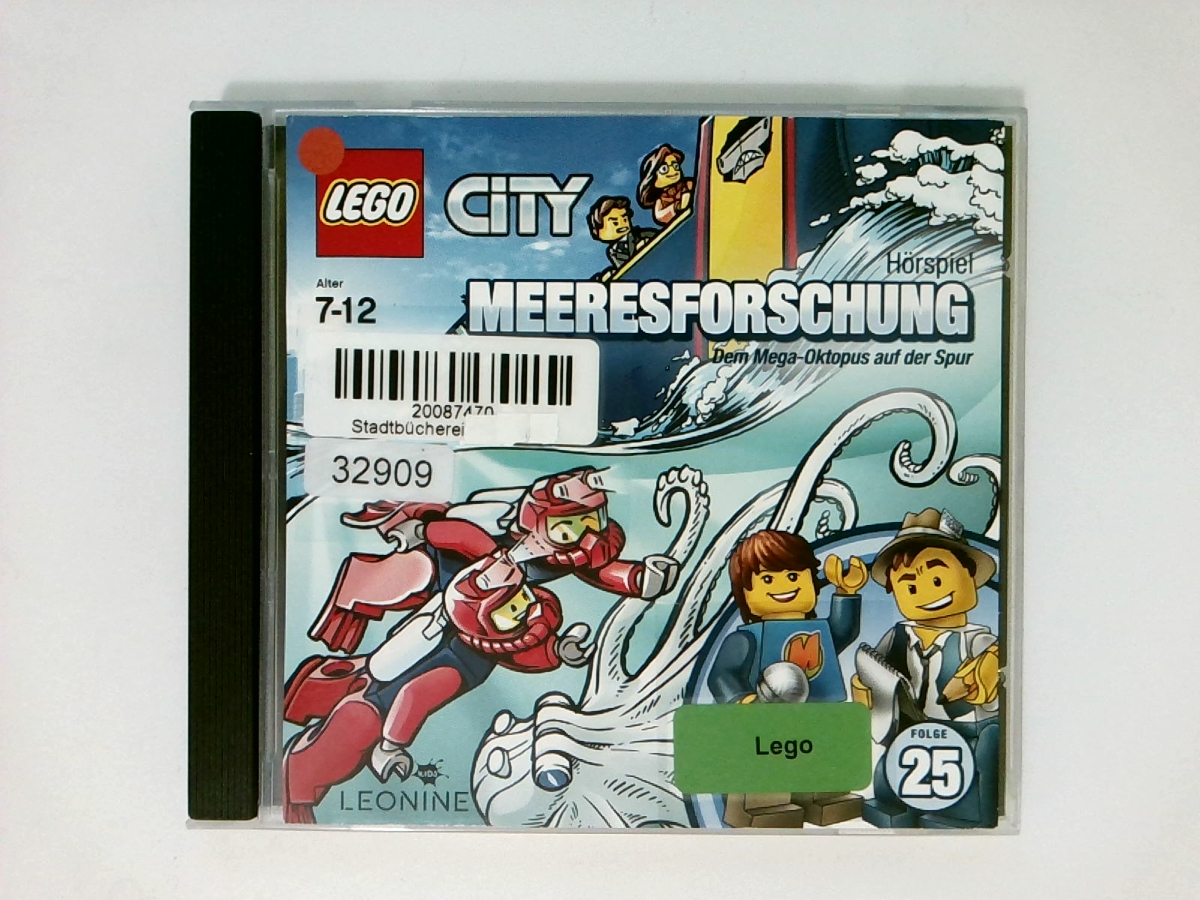 LEGO
CITY
Hörspiel
Alter
7-12
MEERESFORSCHUNG
Dem Mega-Oktopus auf der Spur
20087470
Stadtbücherei
32909
M
Lego
FOLGE
25
KIDS
LEONINE